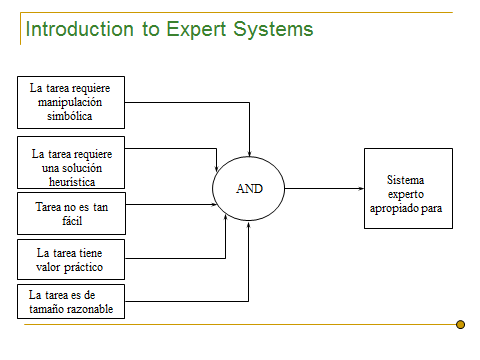 Introduction to Expert Systems
La tarea requiere
manipulación
simbólica
La tarea requiere
una solución
heurística
Tarea no es tan
fácil
La tarea tiene
valor práctico
La tarea es de
tamaño razonable
AND
Sistema
experto
apropiado para